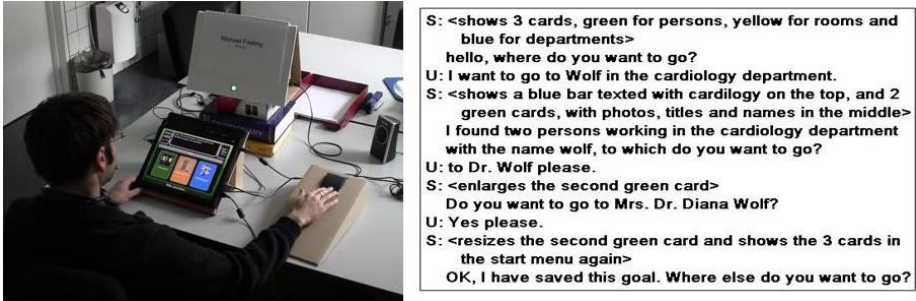 Michael Frieling
S: <shows 3 cards, green for persons, yellow for rooms and
blue for departments>
hello, where do you want to go?
U: I want to go to Wolf in the cardiology department.
S: <shows a blue bar texted with cardilogy on the top, and 2
green cards, with photos, titles and names in the middle>
I found two persons working in the cardiology department
with the name wolf, to which do you want to go?
U: to Dr. Wolf please.
S: <enlarges the second green card>
Do you want to go to Mrs. Dr. Diana Wolf?
U: Yes please.
S: <resizes the second green card and shows the 3 cards in
the start menu again>
OK, I have saved this goal. Where else do you want to go?